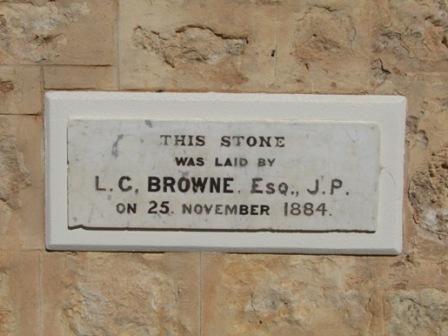 THIS STONE
WAS LAID BY
L. C. BROWNE. ESQ., J. P.
ON 25. NOVEMBER 1884.